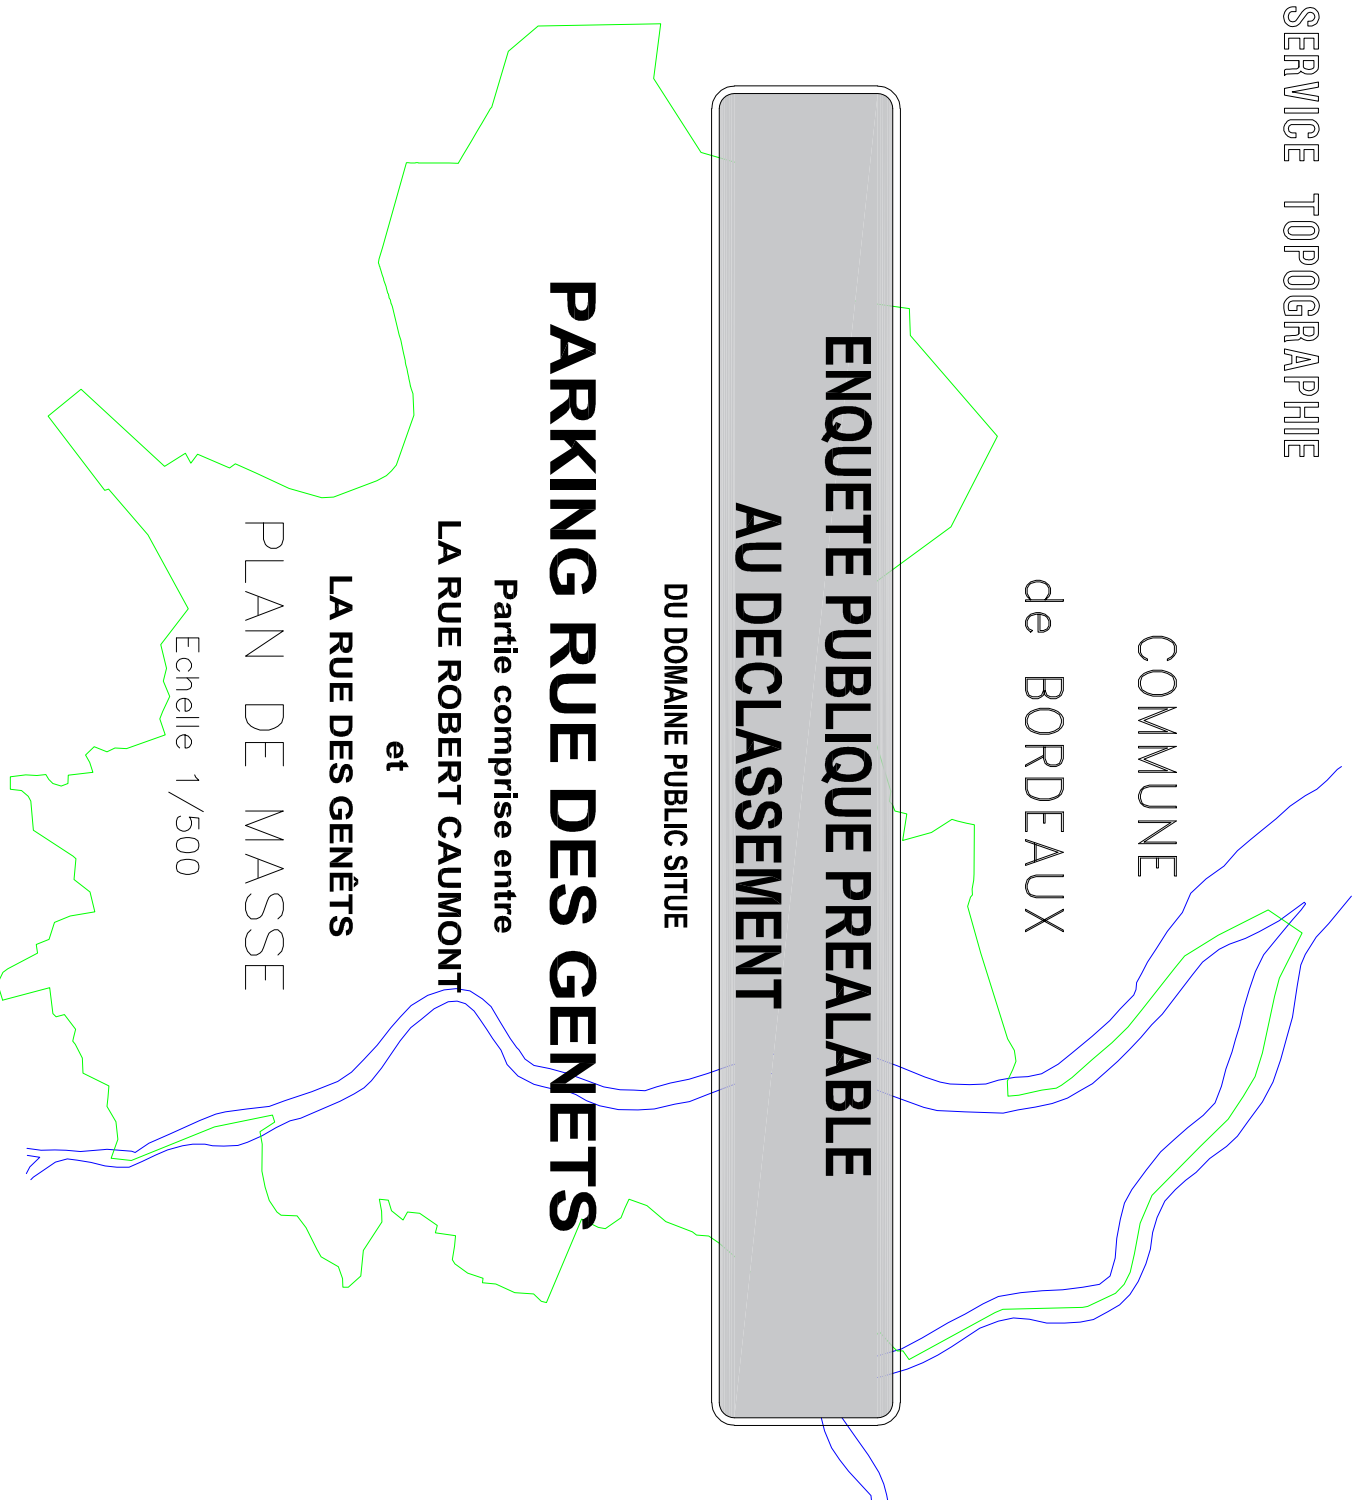 SERVICE TOPOGRAPHIE
COMMUNE
de BORDEAUX
ENQUETE PUBLIQUE PREALABLE
AU DECLASSEMENT
DU DOMAINE PUBLIC SITUE
PARKING RUE DES GENETS
Partie comprise entre
LA RUE ROBERT CAUMONT
et
LA RUE DES GENÊTS
PLAN DE MASSE
Echelle 1/500